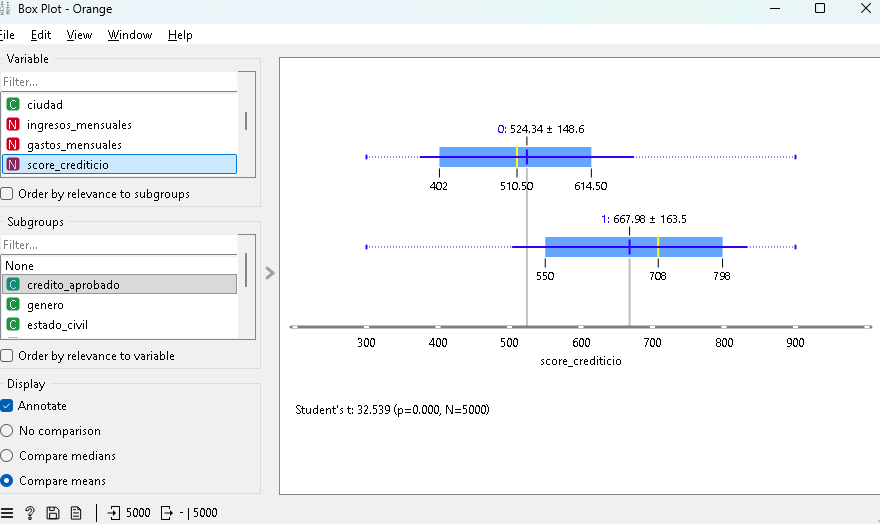 Box Plot - Orange
File Edit View Window Help
Variable
Filter...
C ciudad
N ingresos_mensuales
N gastos_mensuales
N score_crediticio
Order by relevance to subgroups
Subgroups
Filter...
None
C credito_aprobado
C genero
C estado_civil
Order by relevance to variable
Display
Annotate
No comparison
Compare medians
Compare means
? 5000 - | 5000
0: 524.34 ± 148.6
402 510.50 614.50
1: 667.98 ± 163.5
550 708 798
300 400 500 600 700 800 900
score_crediticio
Student's t: 32.539 (p=0.000, N=5000)